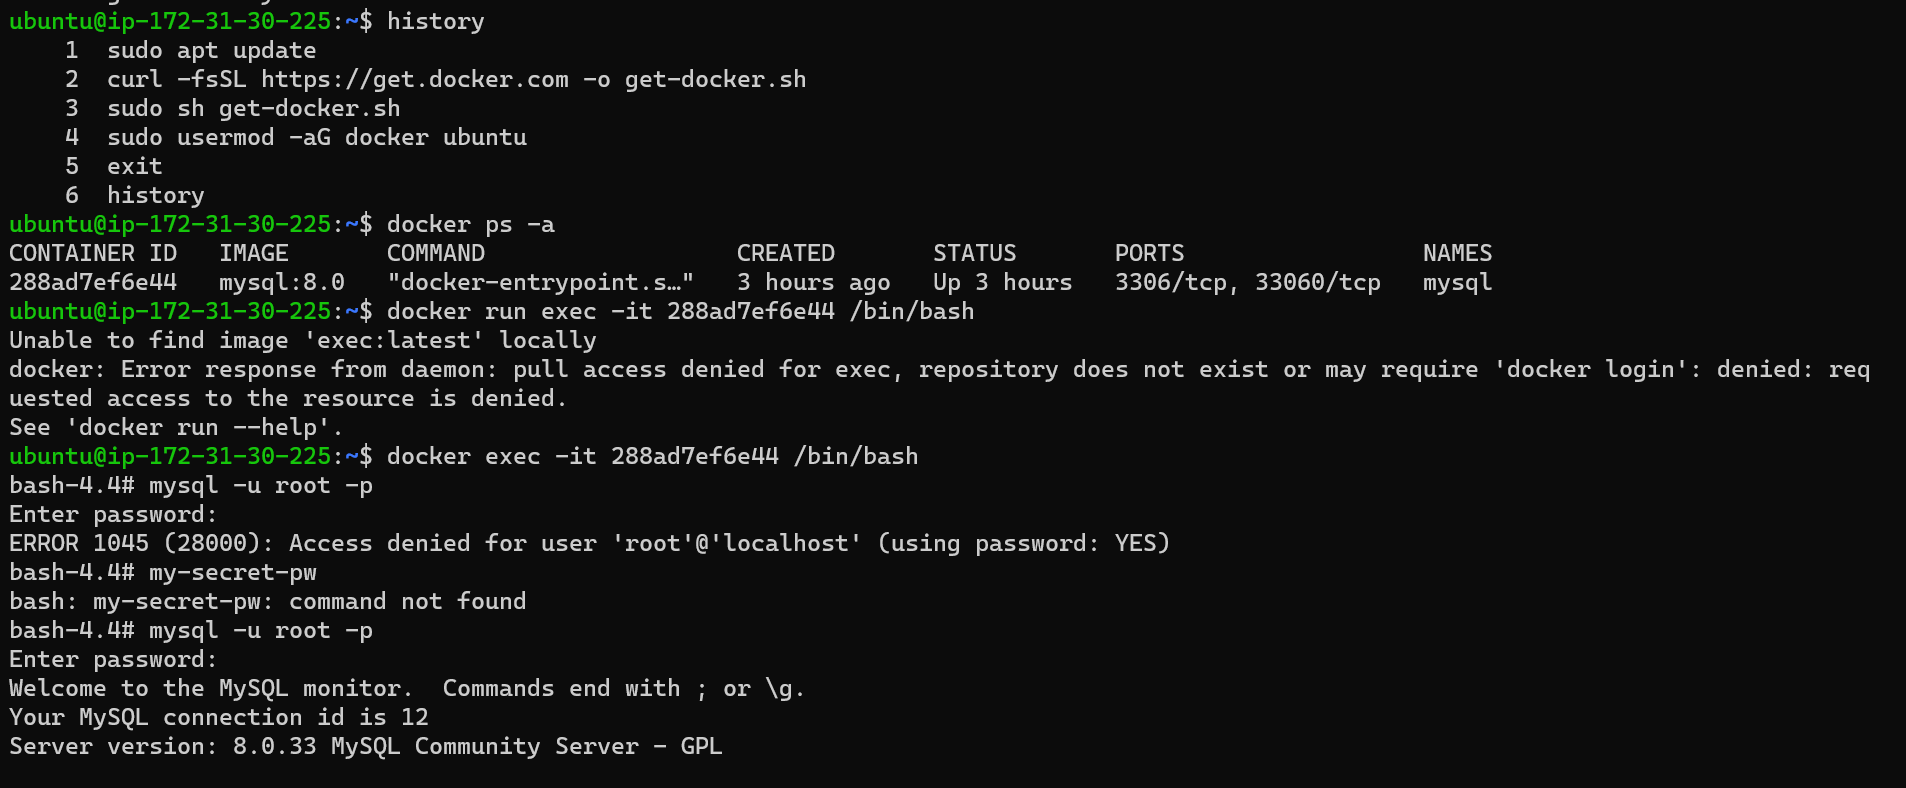 ubuntu@ip-172-31-30-225:~$ history
    1  sudo apt update
    2  curl -fsSL https://get.docker.com -o get-docker.sh
    3  sudo sh get-docker.sh
    4  sudo usermod -aG docker ubuntu
    5  exit
    6  history
ubuntu@ip-172-31-30-225:~$ docker ps -a
CONTAINER ID   IMAGE       COMMAND                  CREATED       STATUS       PORTS                 NAMES
288ad7ef6e44   mysql:8.0   "docker-entrypoint.s…"   3 hours ago   Up 3 hours   3306/tcp, 33060/tcp   mysql
ubuntu@ip-172-31-30-225:~$ docker run exec -it 288ad7ef6e44 /bin/bash
Unable to find image 'exec:latest' locally
docker: Error response from daemon: pull access denied for exec, repository does not exist or may require 'docker login': denied: req
uested access to the resource is denied.
See 'docker run --help'.
ubuntu@ip-172-31-30-225:~$ docker exec -it 288ad7ef6e44 /bin/bash
bash-4.4# mysql -u root -p
Enter password:
ERROR 1045 (28000): Access denied for user 'root'@'localhost' (using password: YES)
bash-4.4# my-secret-pw
bash: my-secret-pw: command not found
bash-4.4# mysql -u root -p
Enter password:
Welcome to the MySQL monitor.  Commands end with ; or \g.
Your MySQL connection id is 12
Server version: 8.0.33 MySQL Community Server - GPL